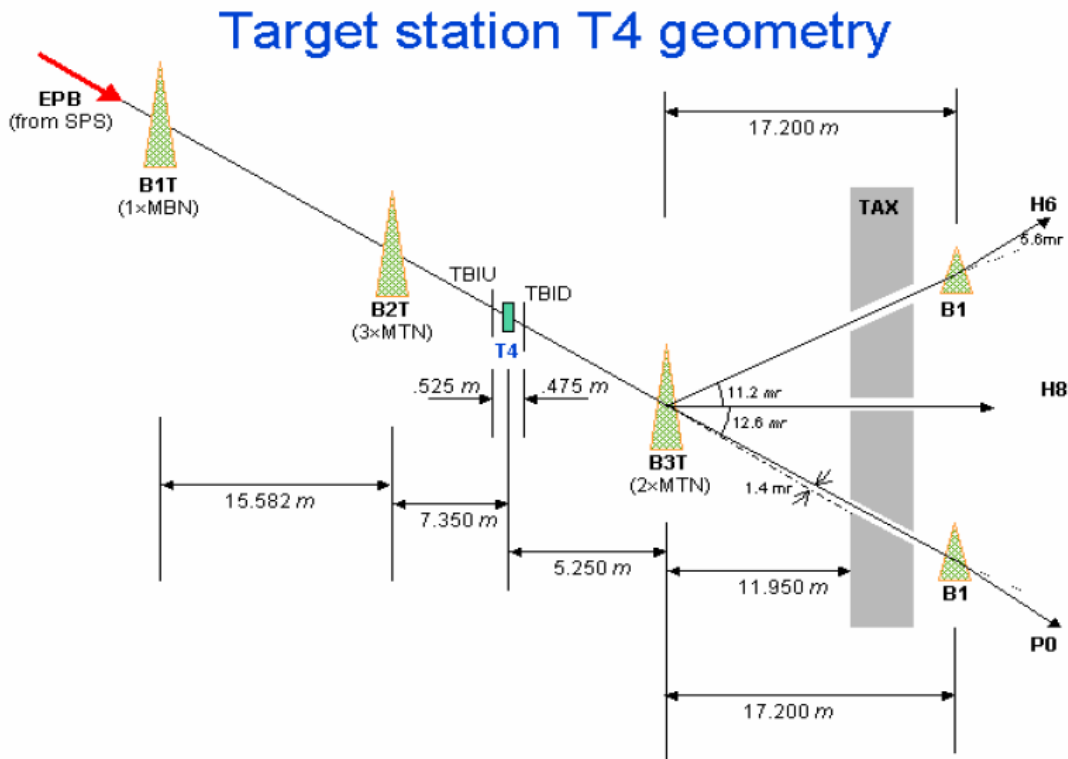 Target station T4 geometry
EPB
(from SPS)
B1T
(1×MBN)
17.200 m
TAX
H6
5.6mr
B1
TBIU
TBID
B2T
(3×MTN)
T4
.525 m
.475 m
11.2 mr
12.6 mr
H8
B3T
(2×MTN)
1.4 mr
15.582 m
7.350 m
5.250 m
11.950 m
B1
P0
17.200 m